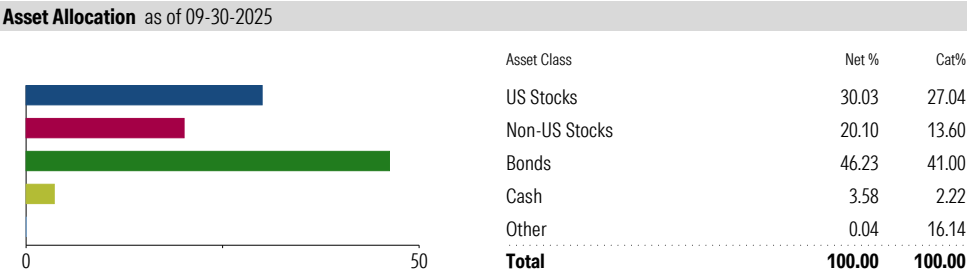 Asset Allocation as of 09-30-2025
Asset Class Net % Cat%
US Stocks 30.03 27.04
Non-US Stocks 20.10 13.60
Bonds 46.23 41.00
Cash 3.58 2.22
Other 0.04 16.14
0 50
Total 100.00 100.00